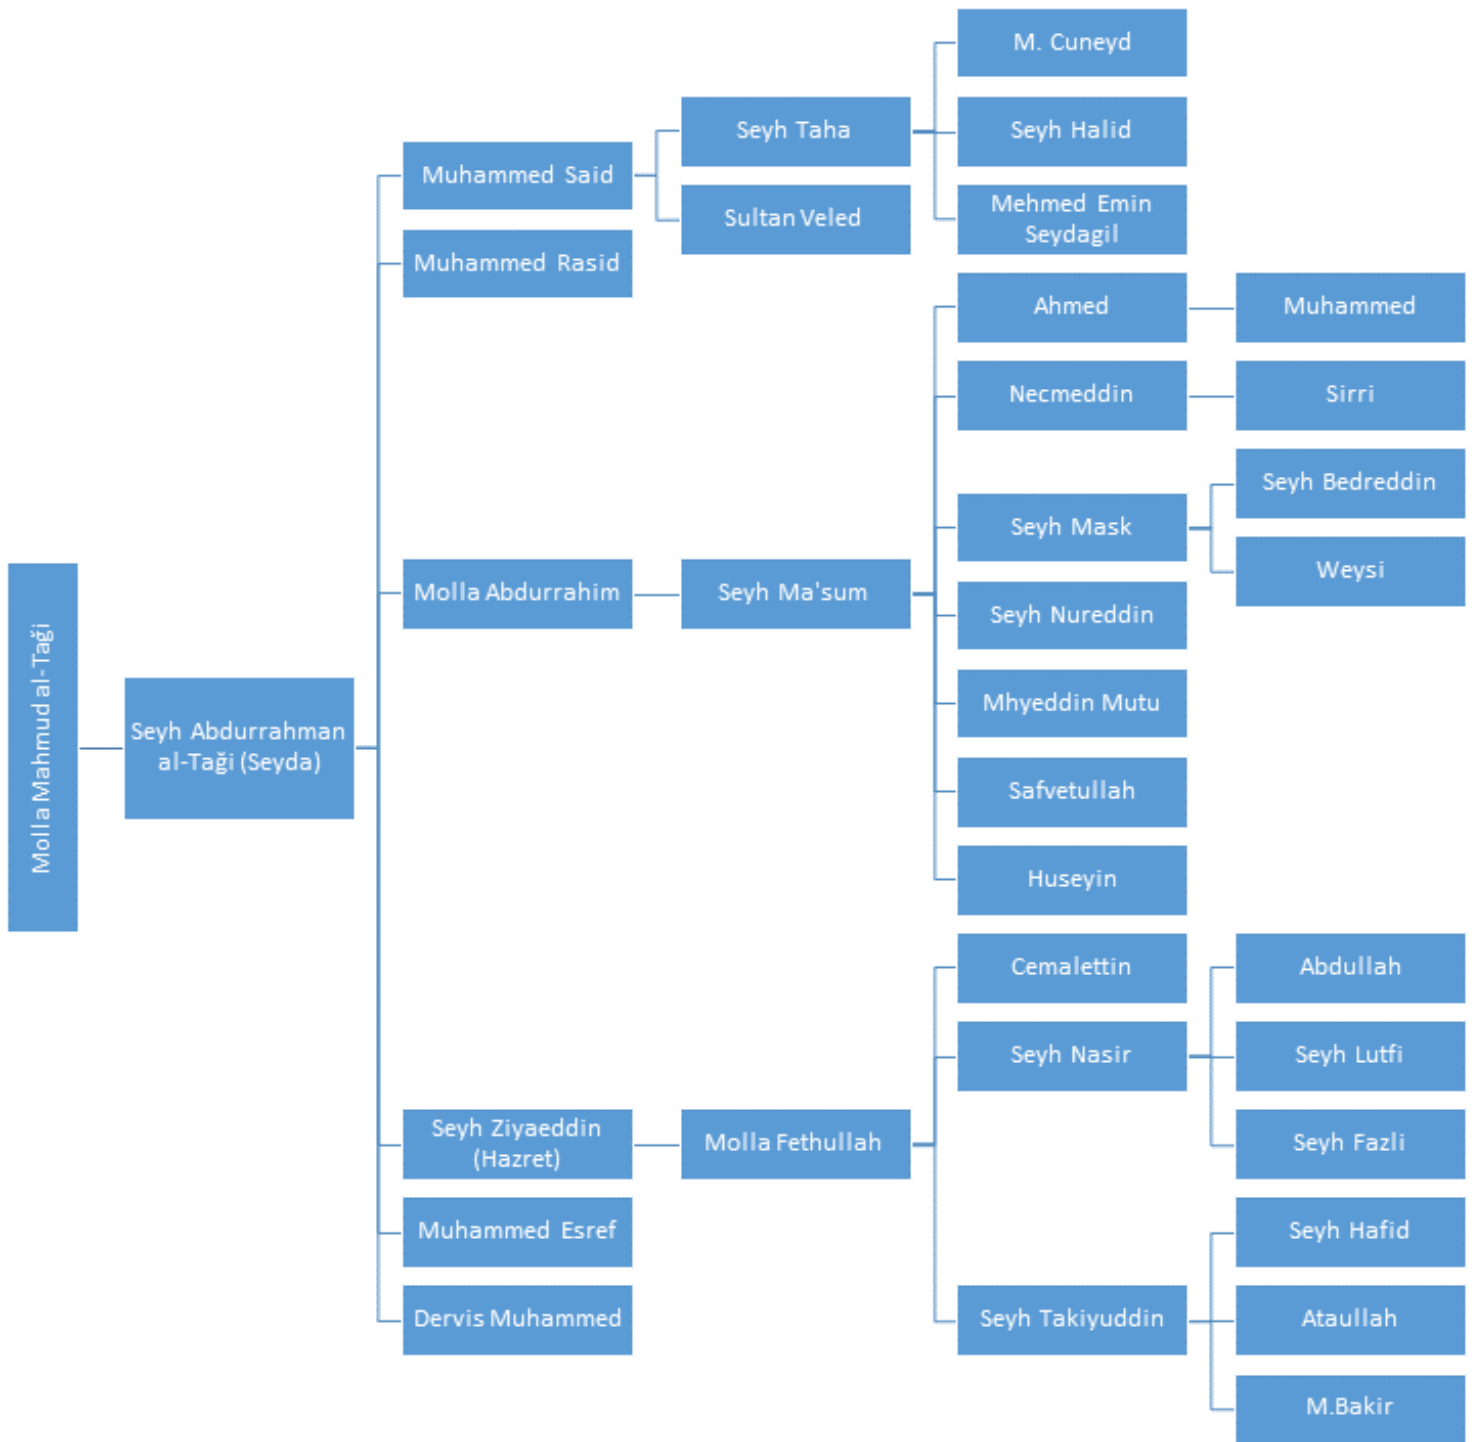 Molla Mahmud al-Taği
Seyh Abdurrahman
al-Taği (Seyda)
Muhammed Said
Seyh Taha
M. Cuneyd
Seyh Halid
Mehmed Emin
Seydagil
Sultan Veled
Muhammed Rasid
Molla Abdurrahim
Seyh Ma'sum
Ahmed
Muhammed
Necmeddin
Sirri
Seyh Mask
Seyh Bedreddin
Weysi
Seyh Nureddin
Mhyeddin Mutu
Safvetullah
Huseyin
Seyh Ziyaeddin
(Hazret)
Molla Fethullah
Cemalettin
Seyh Nasir
Abdullah
Seyh Lutfi
Seyh Fazli
Seyh Takiyuddin
Seyh Hafid
Ataullah
M.Bakir
Muhammed Esref
Dervis Muhammed